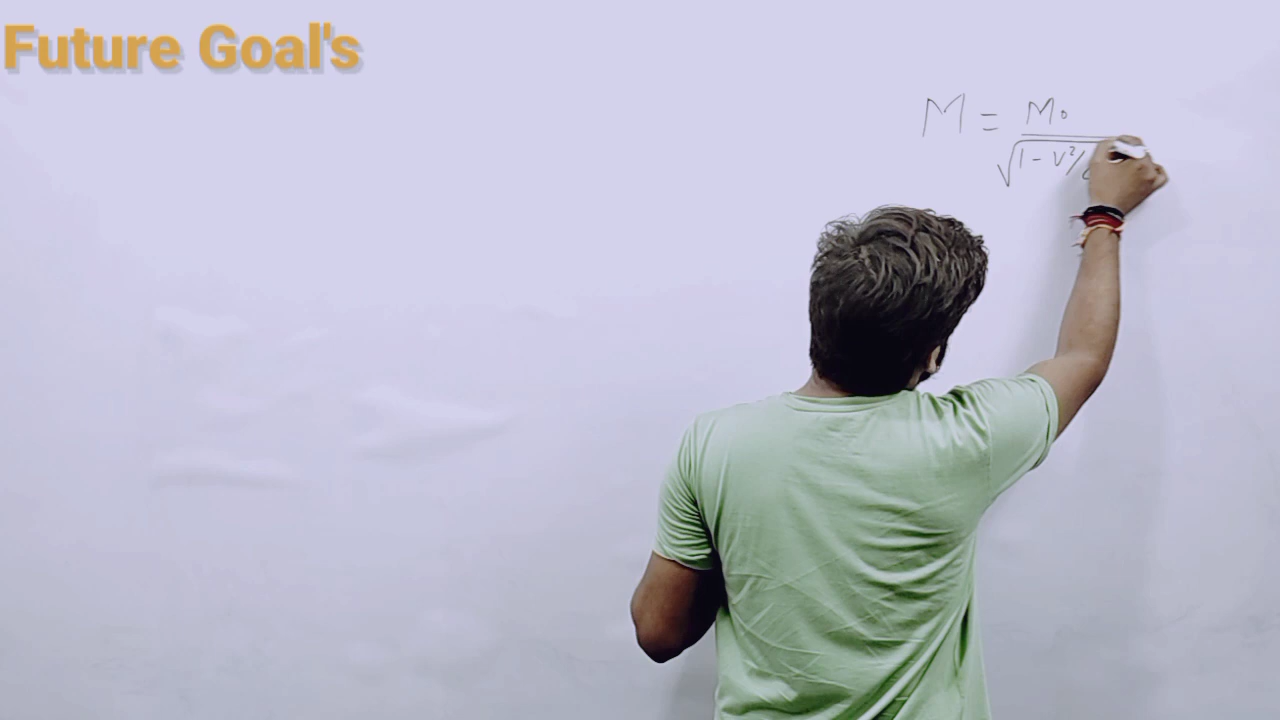 Future Goal's
M = M₀
√1 - v²/